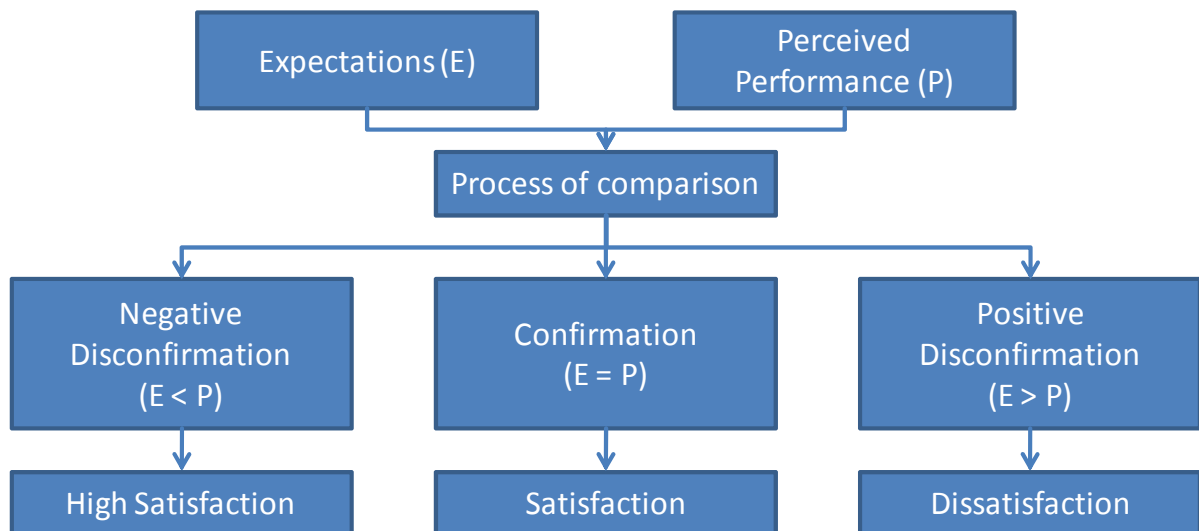 Expectations (E)
Perceived
Performance (P)
Process of comparison
Negative
Disconfirmation
(E < P)
Confirmation
(E = P)
Positive
Disconfirmation
(E > P)
High Satisfaction
Satisfaction
Dissatisfaction